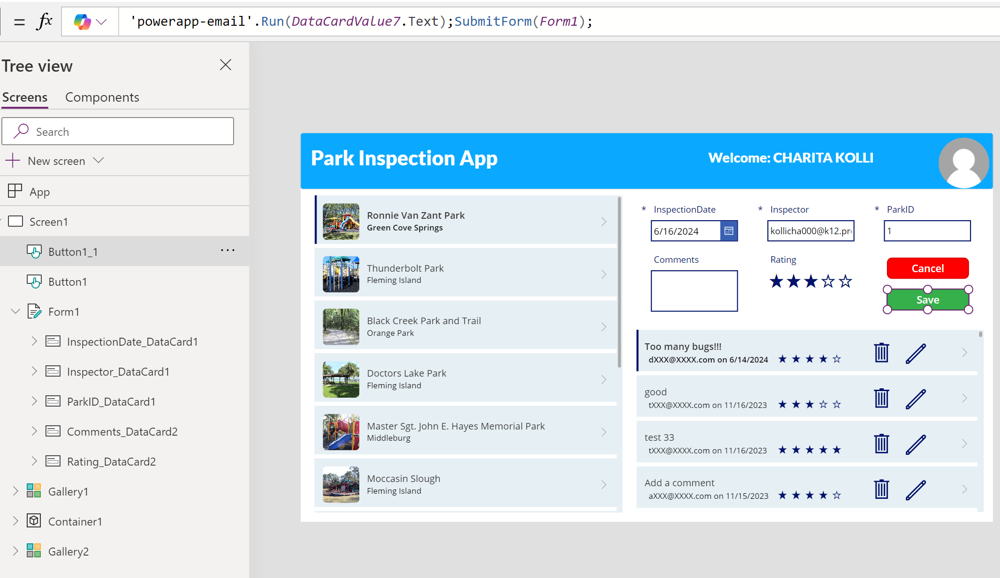 = fx 'powerapp-email'.Run(DataCardValue7.Text);SubmitForm(Form1);
Tree view
Screens Components
Search
New screen
App
Screen1
Button1_1 ...
Button1
Form1
InspectionDate_DataCard1
Inspector_DataCard1
ParkID_DataCard1
Comments_DataCard2
Rating_DataCard2
Gallery1
Container1
Gallery2
Park Inspection App
Welcome: CHARITA KOLLI
Ronnie Van Zant Park
Green Cove Springs
Thunderbolt Park
Fleming Island
Black Creek Park and Trail
Orange Park
Doctors Lake Park
Fleming Island
Master Sgt. John E. Hayes Memorial Park
Middleburg
Moccasin Slough
Fleming Island
* InspectionDate * Inspector * ParkID
6/16/2024 kollicha000@k12.pr 1
Comments Rating
Cancel
Save
Too many bugs!!!
dXXX@XXXX.com on 6/14/2024
good
tXXX@XXXX.com on 11/16/2023
test 33
tXXX@XXXX.com on 11/16/2023
Add a comment
aXXX@XXXX.com on 11/15/2023